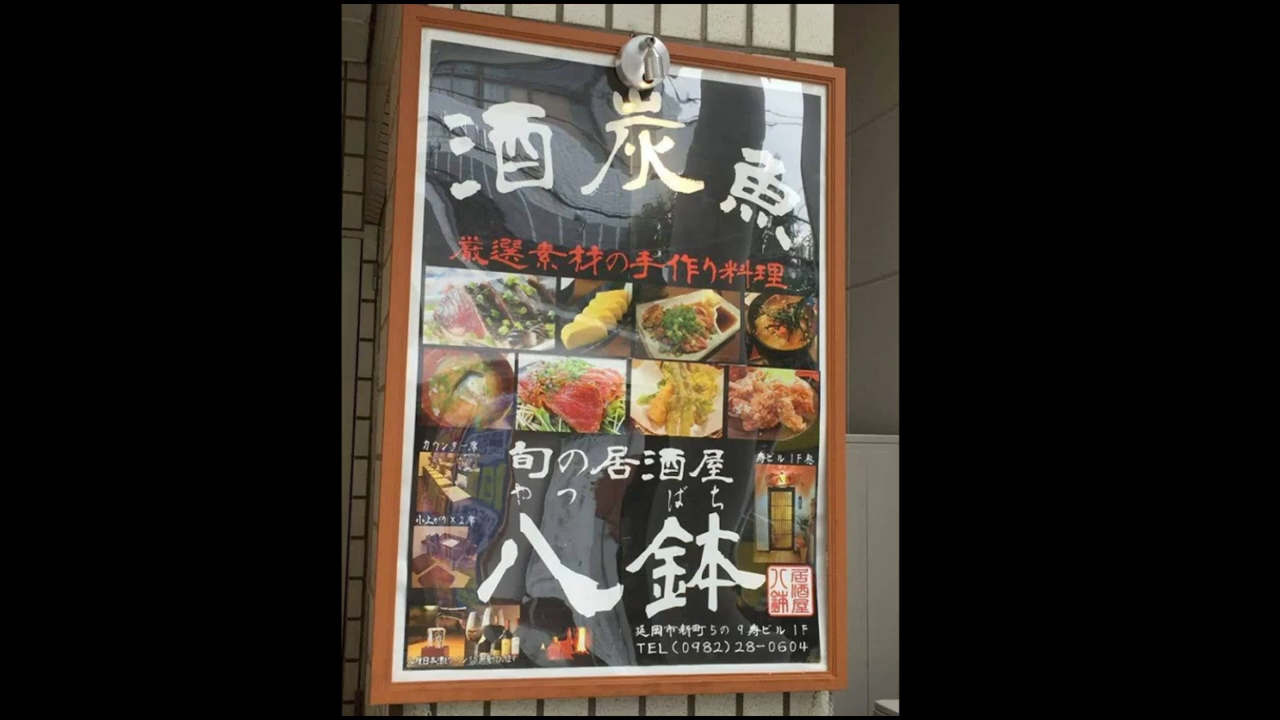 酒 炭 魚
厳選素材の手作り料理
カウンター席
寿ビル1F奥
旬の居酒屋
やつ ばち
八鉢
居酒屋
八鉢
延岡市新町5の9寿ビル1F
TEL(0982)28-0604